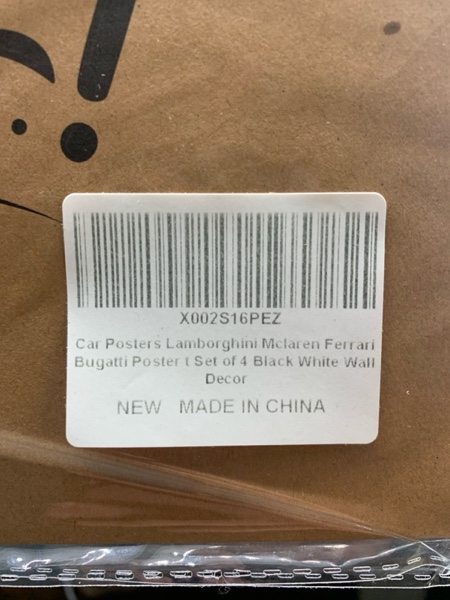 X002S16PEZ
Car Posters Lamborghini Mclaren Ferrari
Bugatti Poster t Set of 4 Black White Wall
Decor
NEW MADE IN CHINA